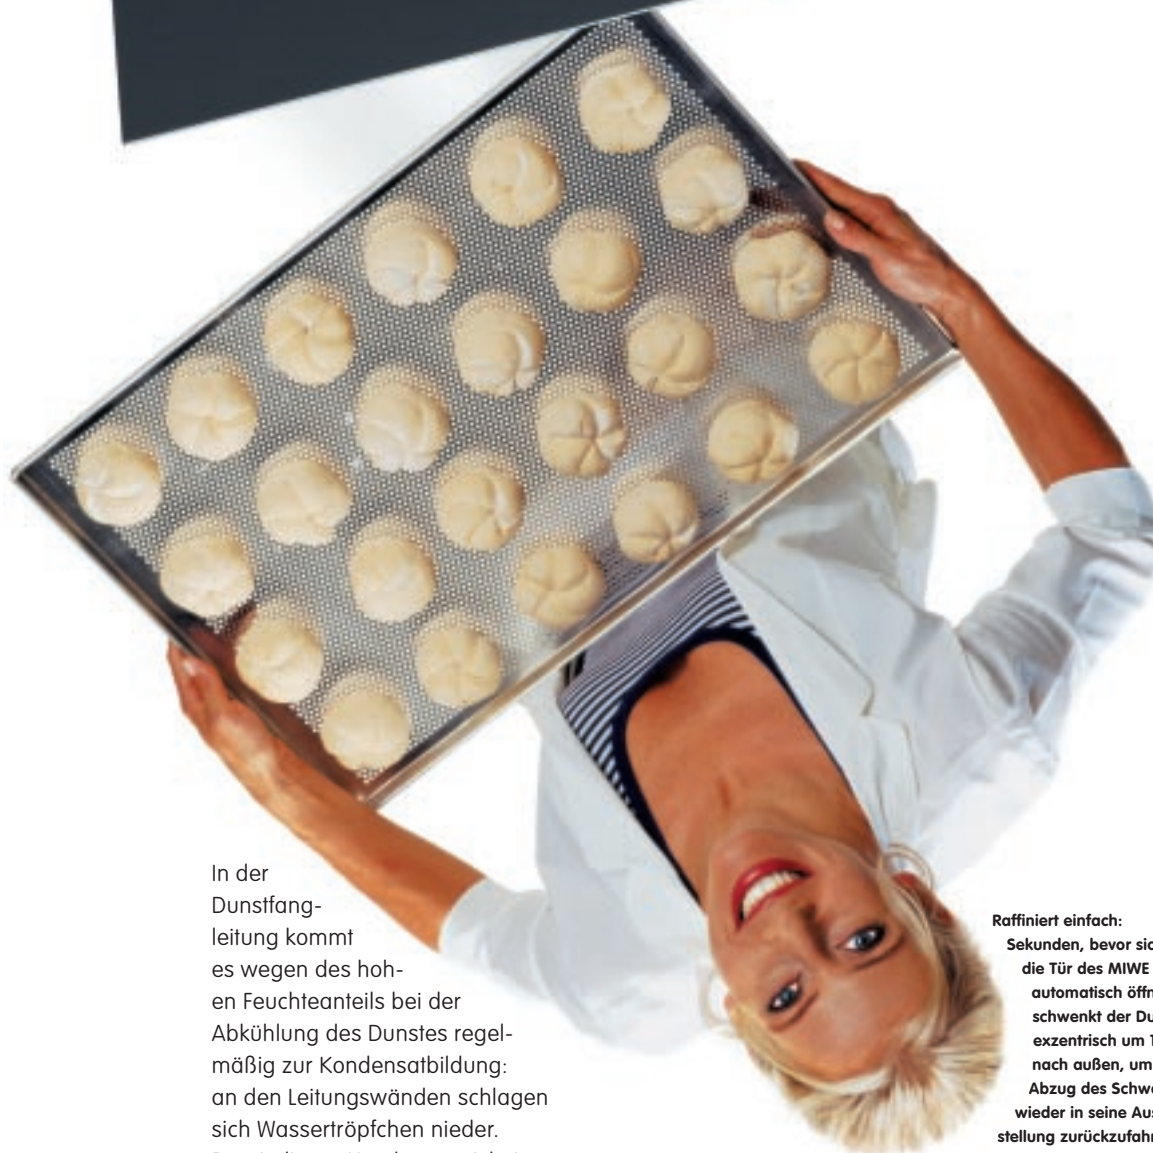 In der
Dunstfang-
leitung kommt
es wegen des hoh-
en Feuchteanteils bei der
Abkühlung des Dunstes regel-
mäßig zur Kondensatbildung:
an den Leitungswänden schlagen
sich Wassertröpfchen nieder.
Raffiniert einfach:
Sekunden, bevor sic
die Tür des MIWE
automatisch öffn
schwenkt der Du
exzentrisch um
nach außen, um
Abzug des Schw
wieder in seine Aus
stellung zurückzufahr